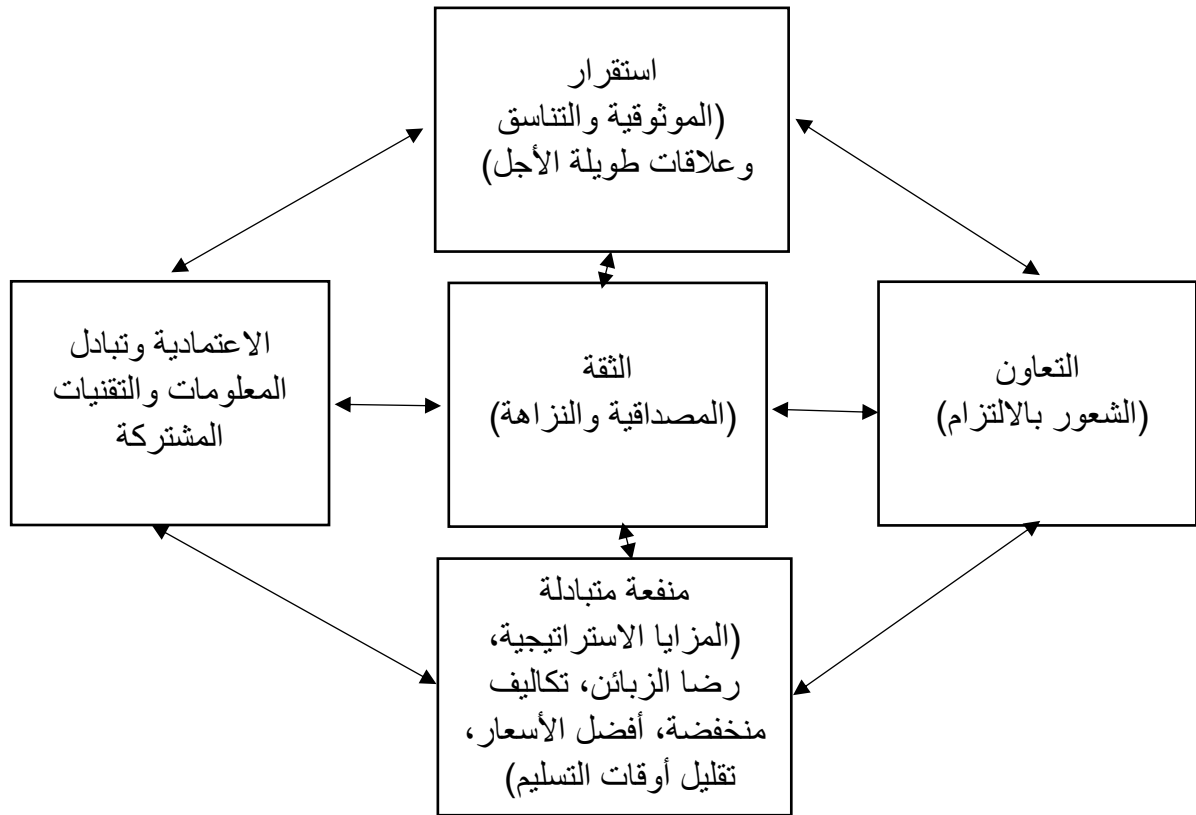 استقرار
(الموثوقية والتناسق
وعلاقات طويلة الأجل)
التعاون
(الشعور بالالتزام)
الثقة
(المصداقية والنزاهة)
الاعتمادية وتبادل
المعلومات والتقنيات
المشتركة
منفعة متبادلة
(المزايا الاستراتيجية،
رضا الزبائن، تكاليف
منخفضة، أفضل الأسعار،
تقليل أوقات التسليم)